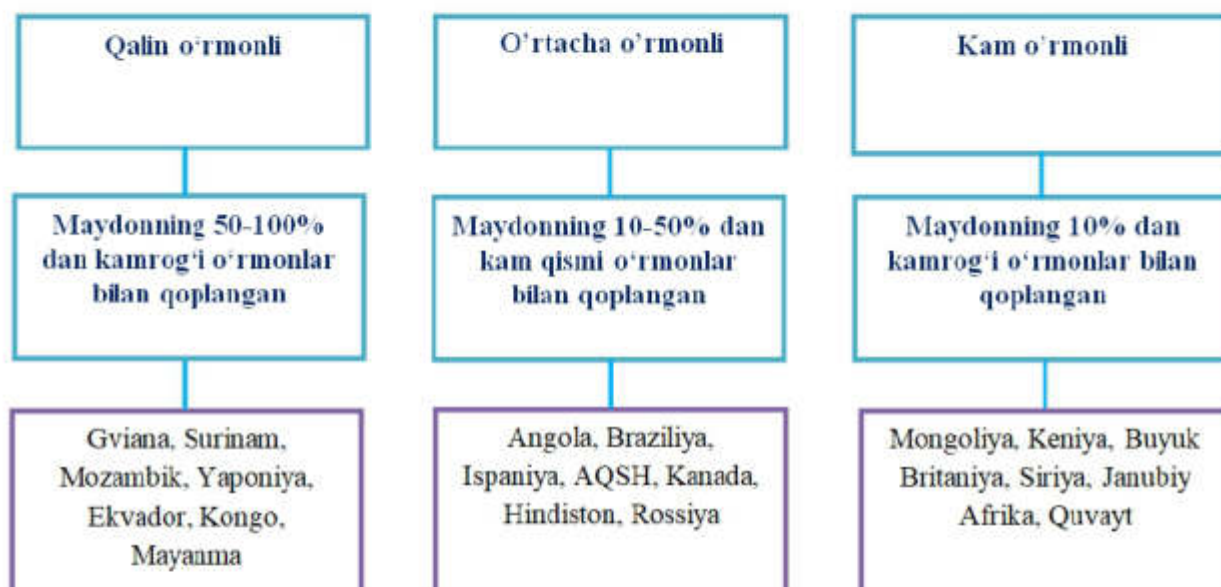 Qalin o‘rmonli
Maydonning 50-100%
dan kamrog‘i o‘rmonlar
bilan qoplangan
Gviana, Surinam,
Mozambik, Yaponiya,
Ekvador, Kongo,
Mayanma
O’rtacha o’rmonli
Maydonning 10-50% dan
kam qismi o‘rmonlar
bilan qoplangan
Angola, Braziliya,
Ispaniya, AQSH, Kanada,
Hindiston, Rossiya
Kam o’rmonli
Maydonning 10% dan
kamrog‘i o‘rmonlar bilan
qoplangan
Mongoliya, Keniya, Buyuk
Britaniya, Siriya, Janubiy
Afrika, Quvayt